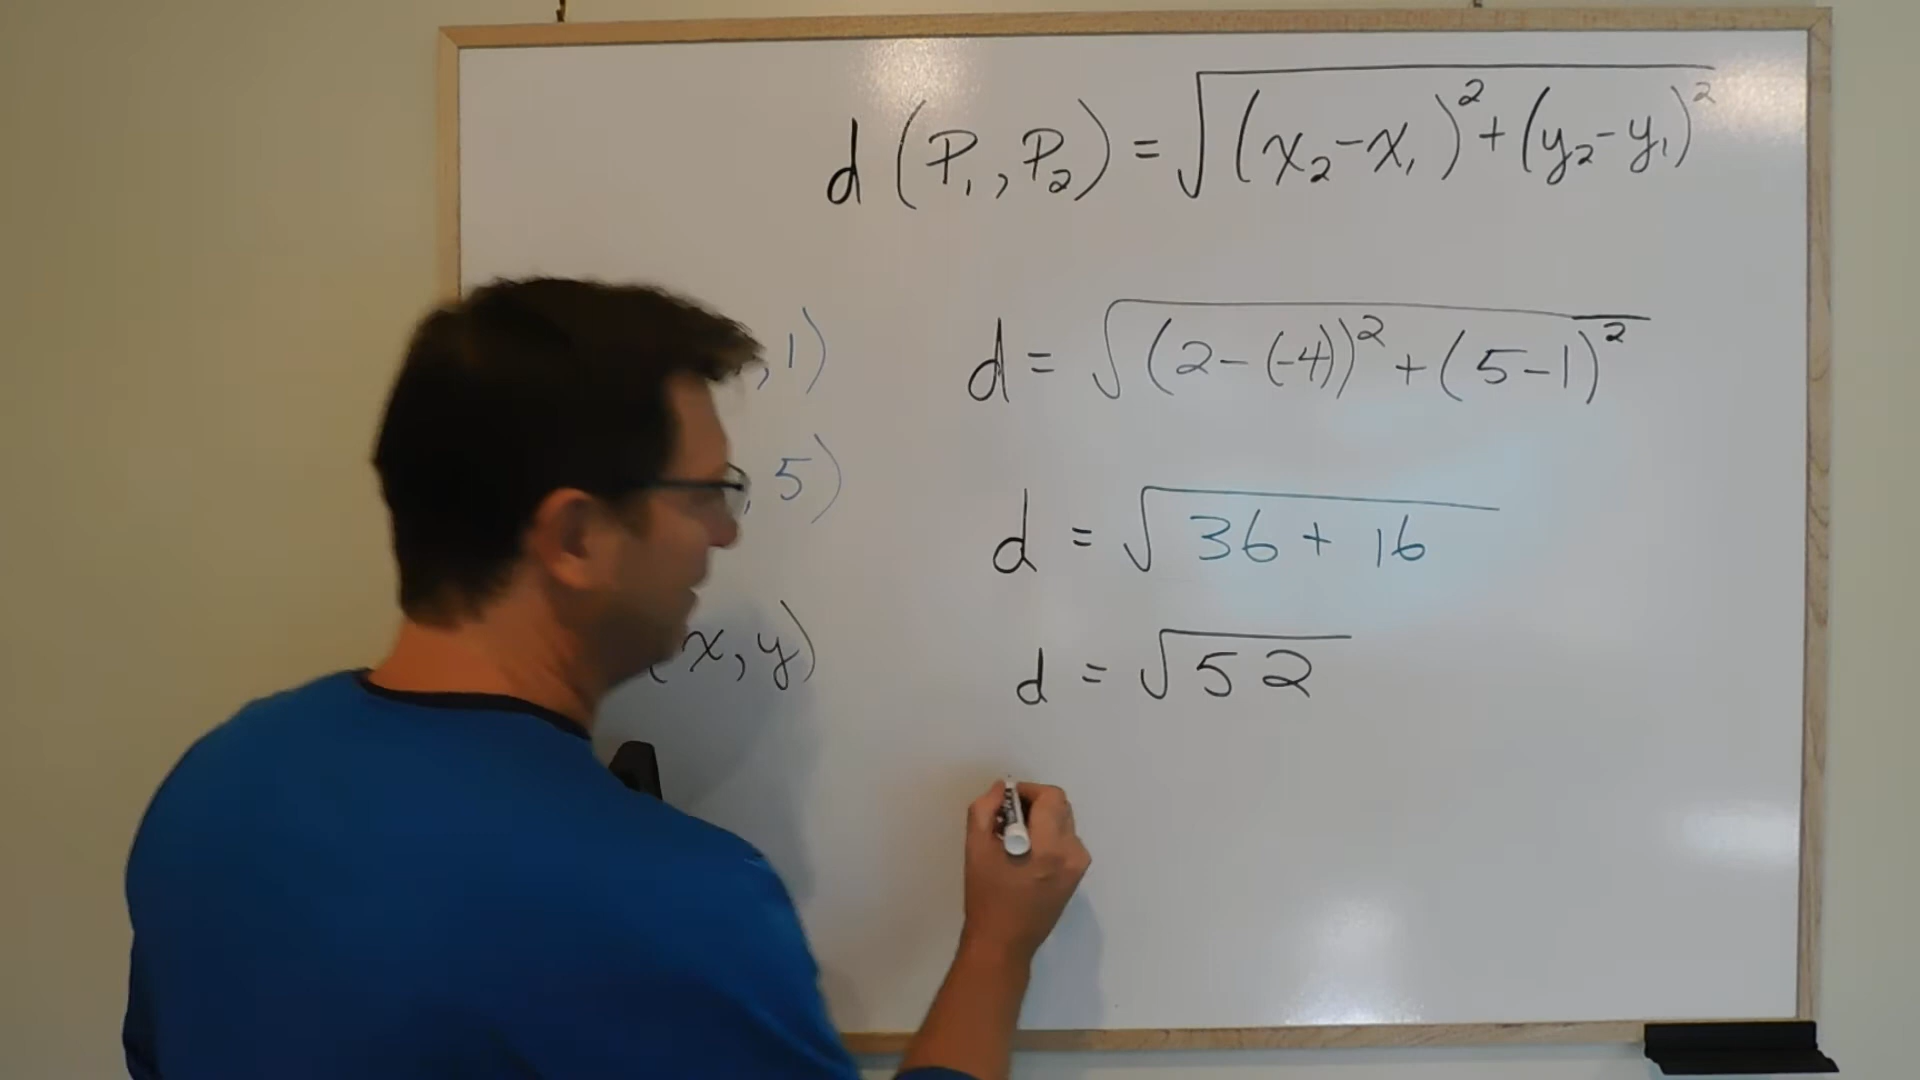 d(P₁, P₂) = √(x₂-x₁)² + (y₂-y₁)²
, 1)
d = √(2-(-4))² + (5-1)²
, 5)
d = √36 + 16
(x, y)
d = √52